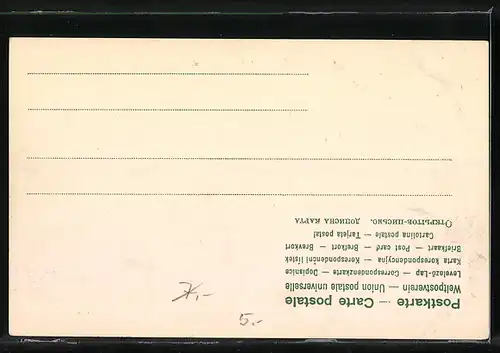 Postkarte — Carte postale
Weltpostverein — Union postale universelle
Levelezö-Lap — Correspondenzkarte — Dopisnice
Karta korespondencyjna — Korespondenční lístek
Briefkaart — Post card — Brefkort — Brevkort
Cartolina postale — Tarjeta postal
Открытое-письмо. ДОПИСНА КАРТА
5.-